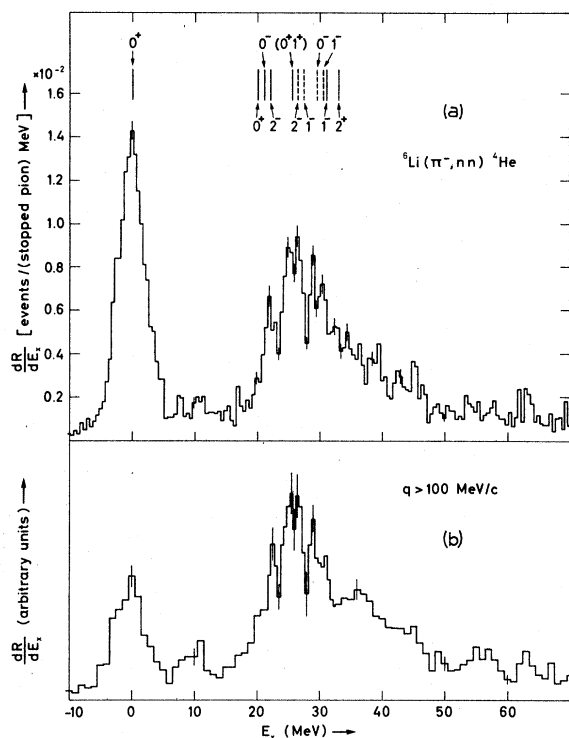 0⁺ 0⁻ (0⁺1⁺) 0⁻ 1⁻
×10⁻²
0⁺ 2⁻ 2⁻ 1⁻ 1⁻ 2⁺
(a)
⁶Li (π⁻, nn) ⁴He
1.6
1.4
1.2
1.0
0.8
0.6
0.4
0.2
dR/dEₓ [events/(stopped pion) MeV]
q > 100 MeV/c
(b)
dR/dEₓ (arbitrary units)
-10 0 10 20 30 40 50 60
Eₓ (MeV)